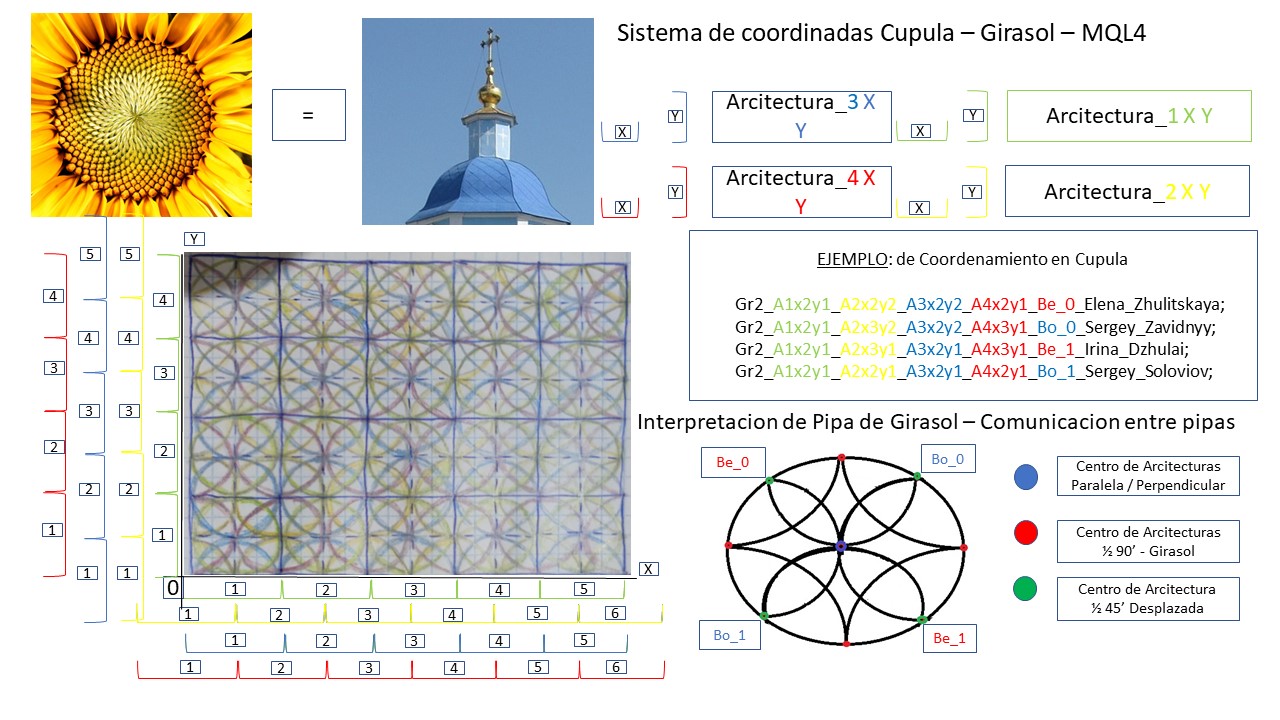 Sistema de coordinadas Cupula – Girasol – MQL4
=
Y
Arcitectura_3 X
Y
X
Y
Arcitectura_1 X Y
X
Y
Arcitectura_4 X
Y
X
Y
Arcitectura_2 X Y
X
EJEMPLO: de Coordenamiento en Cupula
Gr2_A1x2y1_A2x2y2_A3x2y2_A4x2y1_Be_0_Elena_Zhulitskaya;
Gr2_A1x2y1_A2x3y2_A3x2y2_A4x3y1_Bo_0_Sergey_Zavidnyy;
Gr2_A1x2y1_A2x3y1_A3x2y1_A4x3y1_Be_1_Irina_Dzhulai;
Gr2_A1x2y1_A2x2y1_A3x2y1_A4x2y1_Bo_1_Sergey_Soloviov;
Y
5 5
4 4
4 4
3 3
3 3
2 2
2 2
1 1
1 1
X
0
1 2 3 4 5
1 2 3 4 5 6
1 2 3 4 5
1 2 3 4 5 6
Interpretacion de Pipa de Girasol – Comunicacion entre pipas
Be_0
Bo_0
Bo_1
Be_1
Centro de Arcitecturas
Paralela / Perpendicular
Centro de Arcitecturas
½ 90’ - Girasol
Centro de Arcitectura
½ 45’ Desplazada